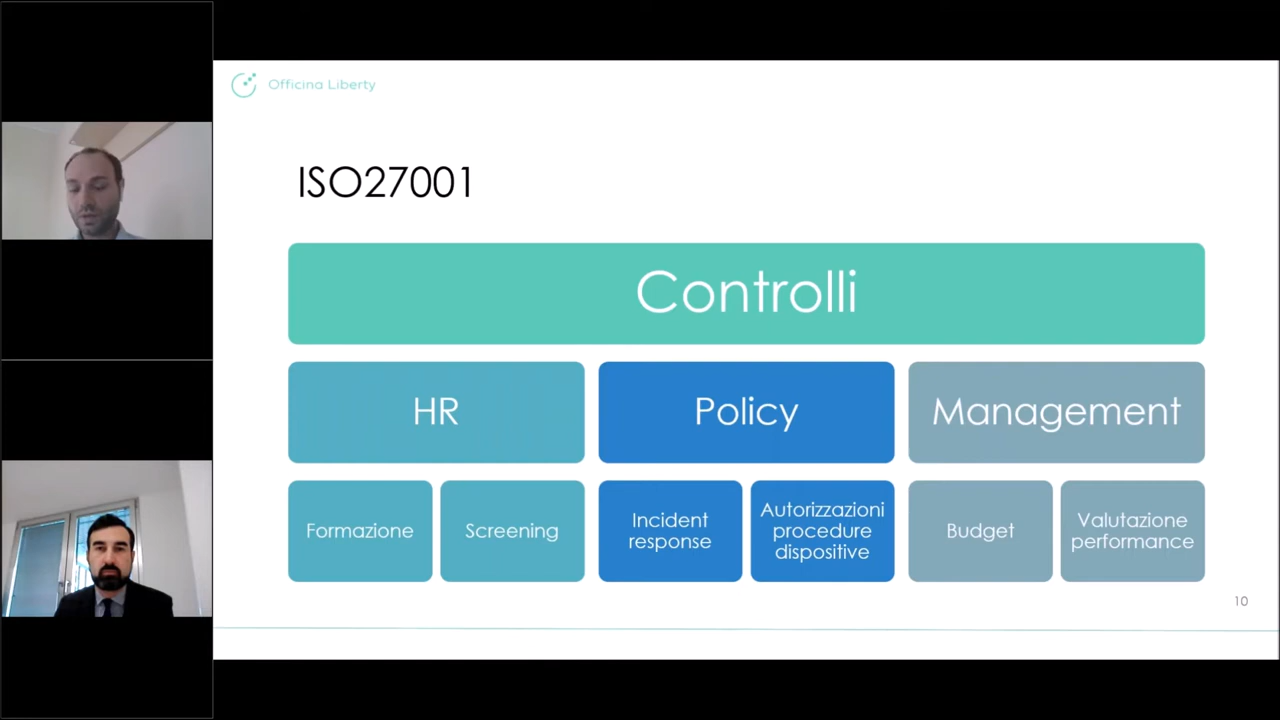 Officina Liberty
ISO27001
Controlli
HR
Policy
Management
Formazione
Screening
Incident
response
Autorizzazioni
procedure
dispositive
Budget
Valutazione
performance
10